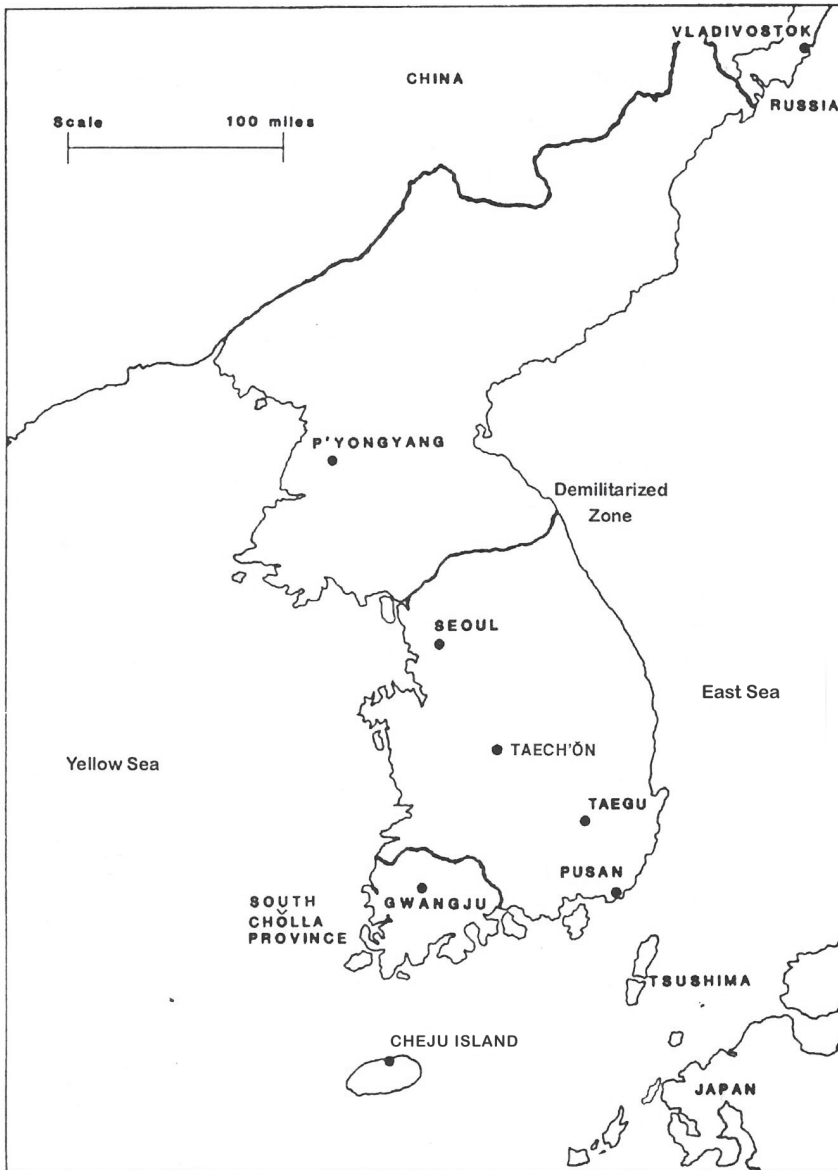 VLADIVOSTOK
CHINA
RUSSIA
Scale 100 miles
P'YONGYANG
Demilitarized
Zone
SEOUL
East Sea
TAECH'ŎN
Yellow Sea
TAEGU
PUSAN
SOUTH
CHŎLLA
PROVINCE
GWANGJU
TSUSHIMA
CHEJU ISLAND
JAPAN